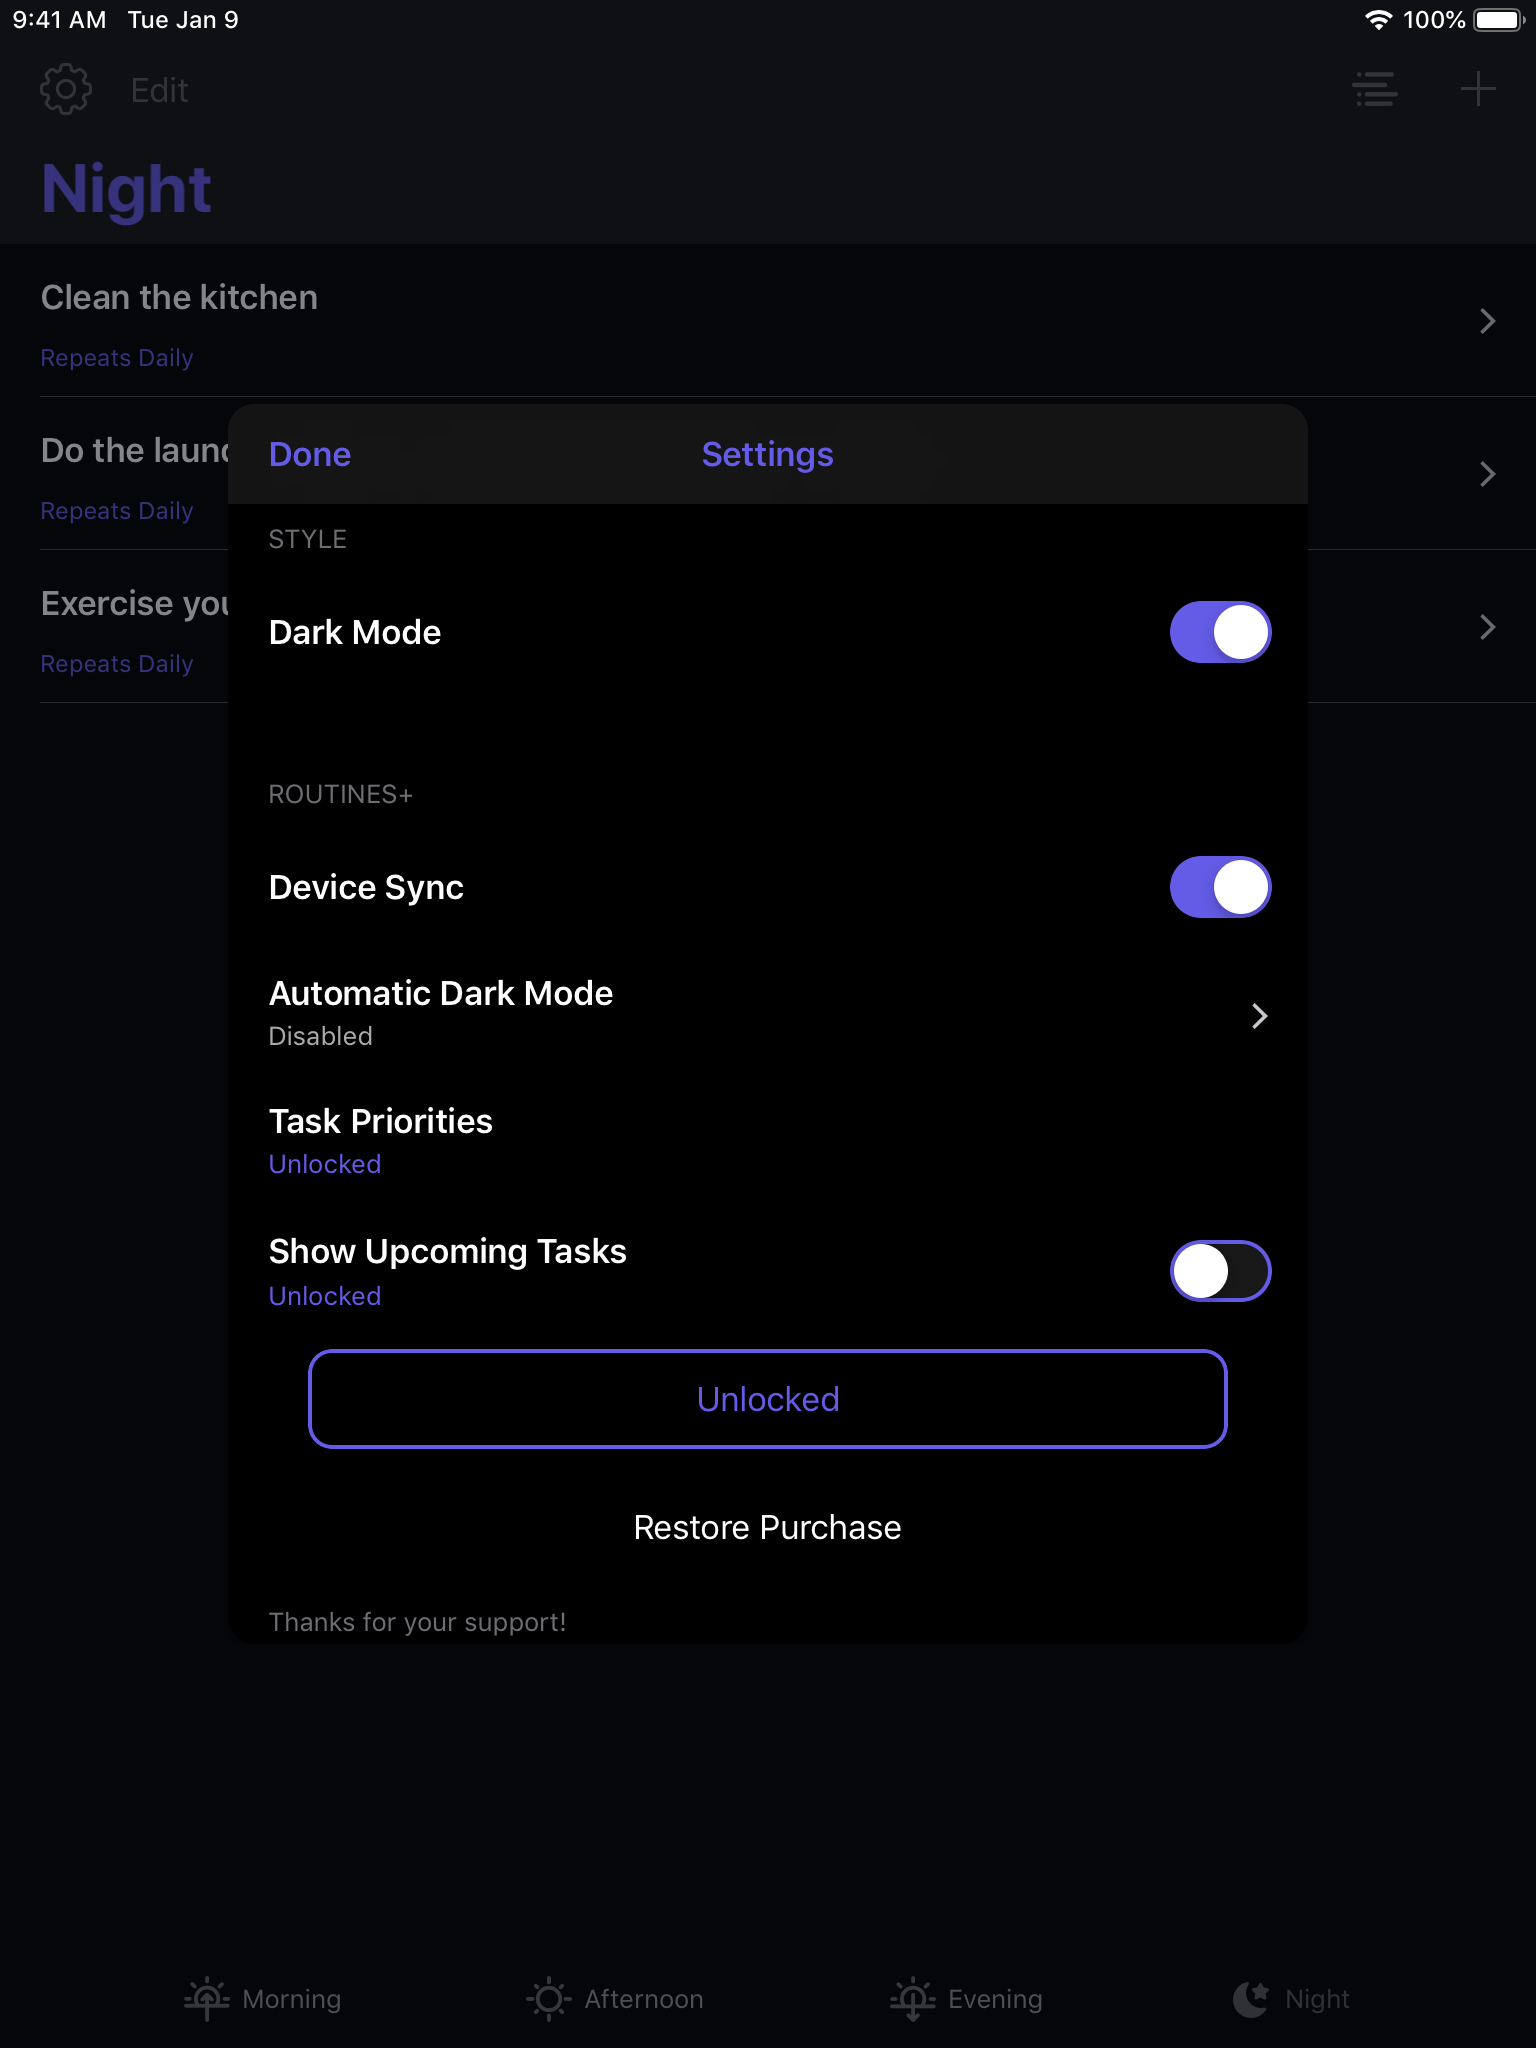 9:41 AM Tue Jan 9 100%
Edit
Night
Clean the kitchen
Repeats Daily
Do the laun
Repeats Daily
Exercise you
Repeats Daily
Done Settings
STYLE
Dark Mode
ROUTINES+
Device Sync
Automatic Dark Mode
Disabled
Task Priorities
Unlocked
Show Upcoming Tasks
Unlocked
Unlocked
Restore Purchase
Thanks for your support!
Morning Afternoon Evening Night